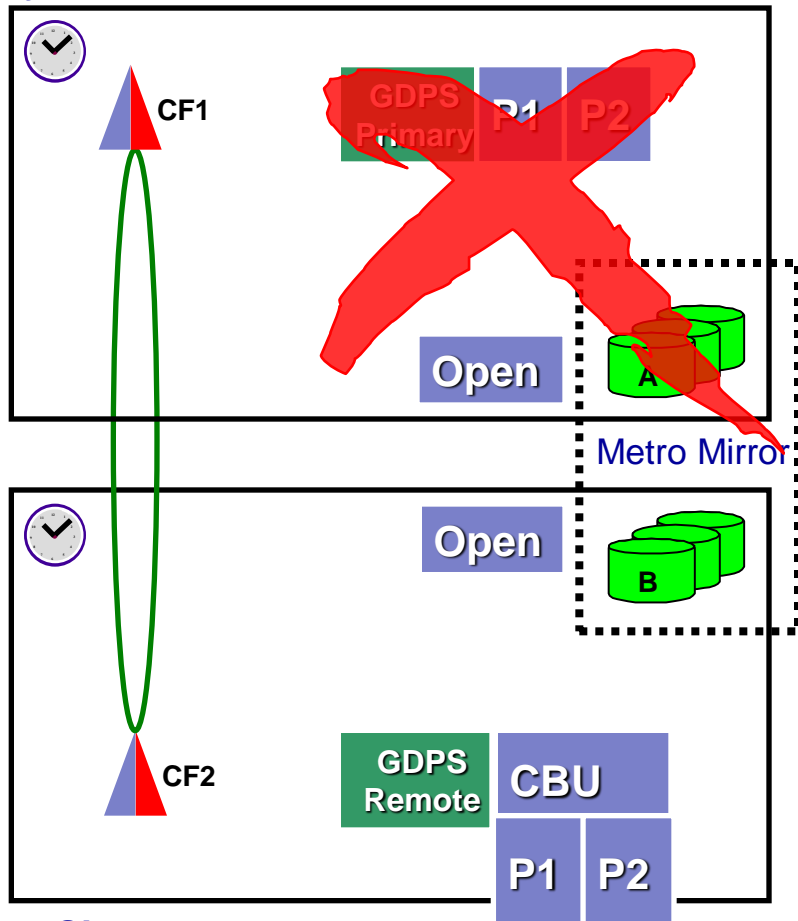 CF1
GDPS
Primary
P1
P2
Open
A
Metro Mirror
Open
B
CF2
GDPS
Remote
CBU
P1
P2